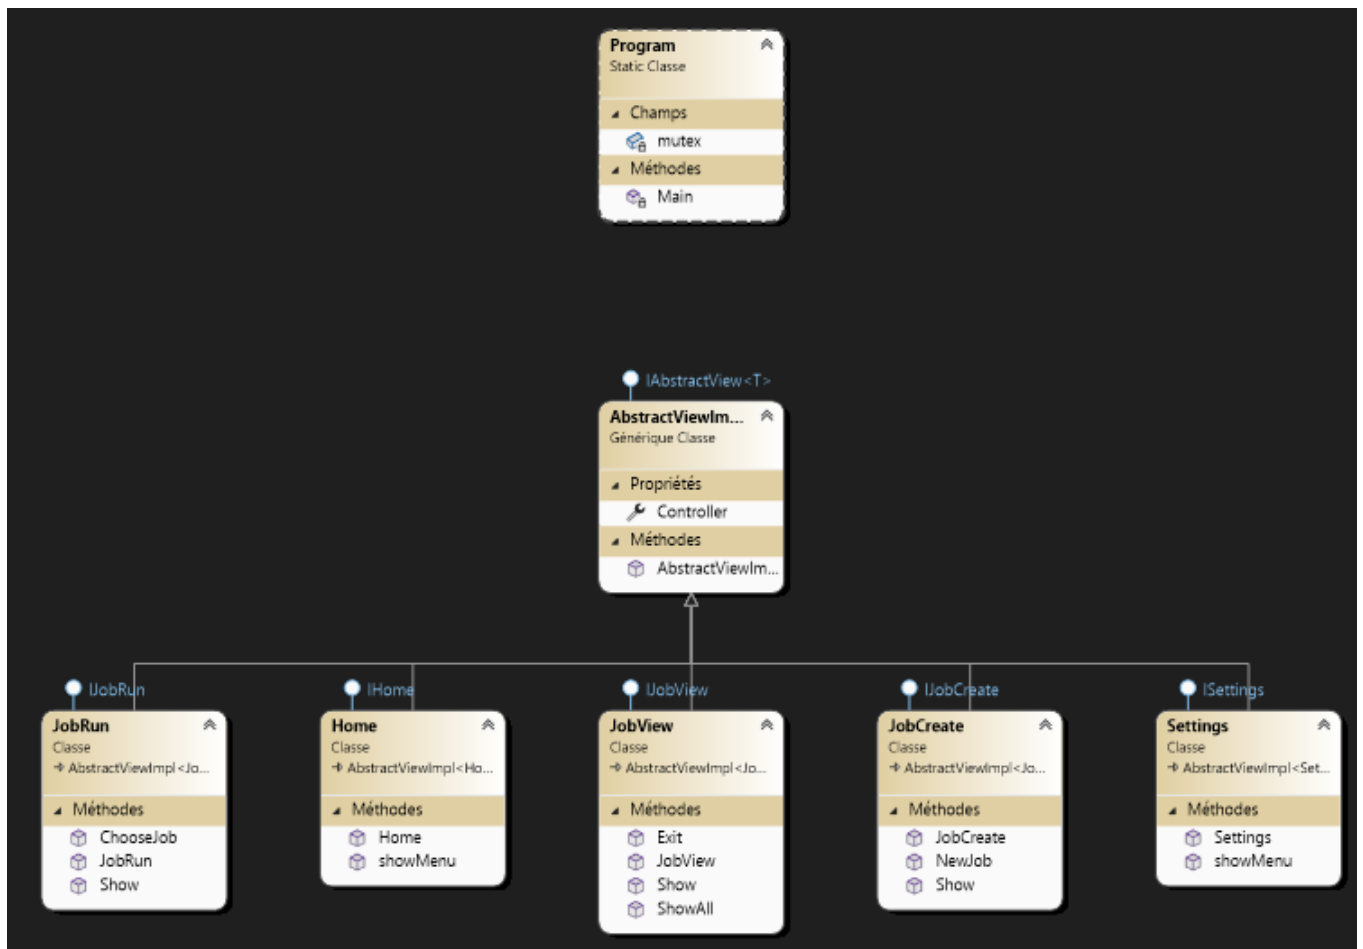 Program
Static Classe
Champs
mutex
Méthodes
Main
IAbstractView<T>
AbstractViewIm...
Générique Classe
Propriétés
Controller
Méthodes
AbstractViewIm...
IJobRun
JobRun
Classe
AbstractViewImpl<Jo...
Méthodes
ChooseJob
JobRun
Show
IHome
Home
Classe
AbstractViewImpl<Ho...
Méthodes
Home
showMenu
IJobView
JobView
Classe
AbstractViewImpl<Jo...
Méthodes
Exit
JobView
Show
ShowAll
IJobCreate
JobCreate
Classe
AbstractViewImpl<Jo...
Méthodes
JobCreate
NewJob
Show
ISettings
Settings
Classe
AbstractViewImpl<Set...
Méthodes
Settings
showMenu